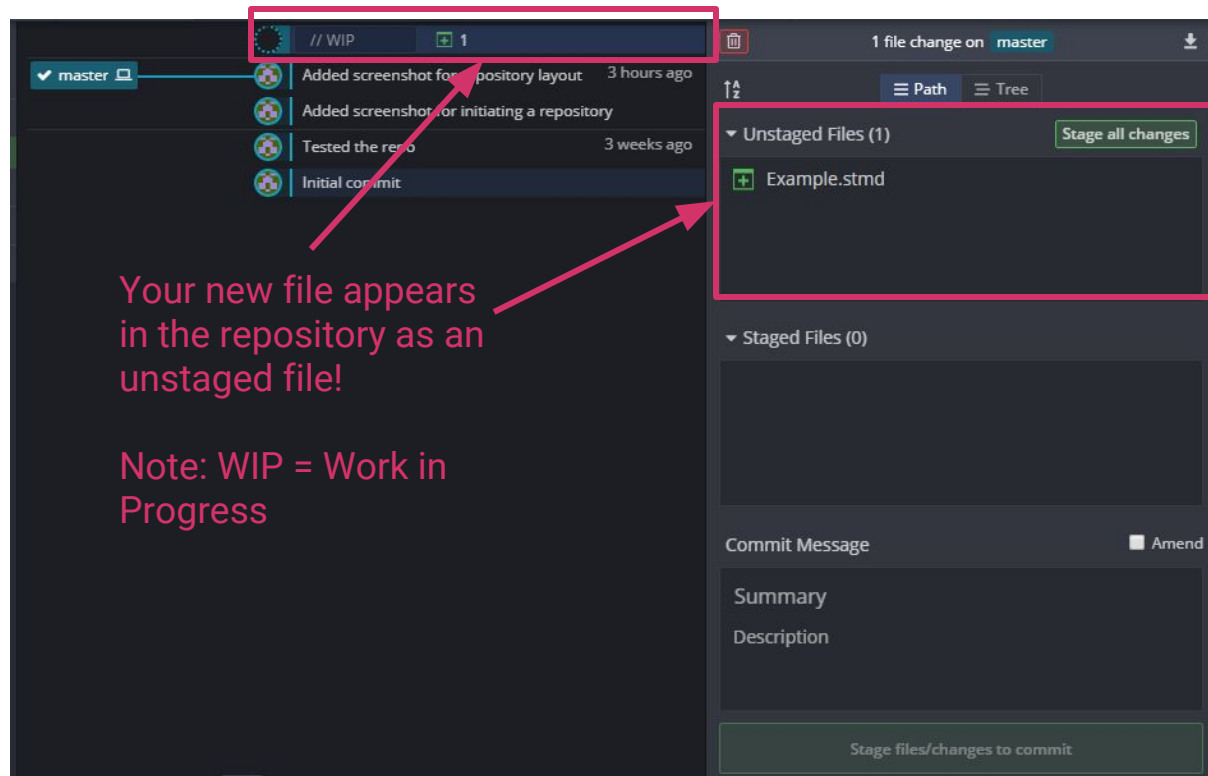 // WIP 1
master
Added screenshot for repository layout 3 hours ago
Added screenshot for initiating a repository
Tested the repo 3 weeks ago
Initial commit
Your new file appears
in the repository as an
unstaged file!
Note: WIP = Work in
Progress
1 file change on master
A
Z
Path Tree
Unstaged Files (1) Stage all changes
Example.stmd
Staged Files (0)
Commit Message Amend
Summary
Description
Stage files/changes to commit